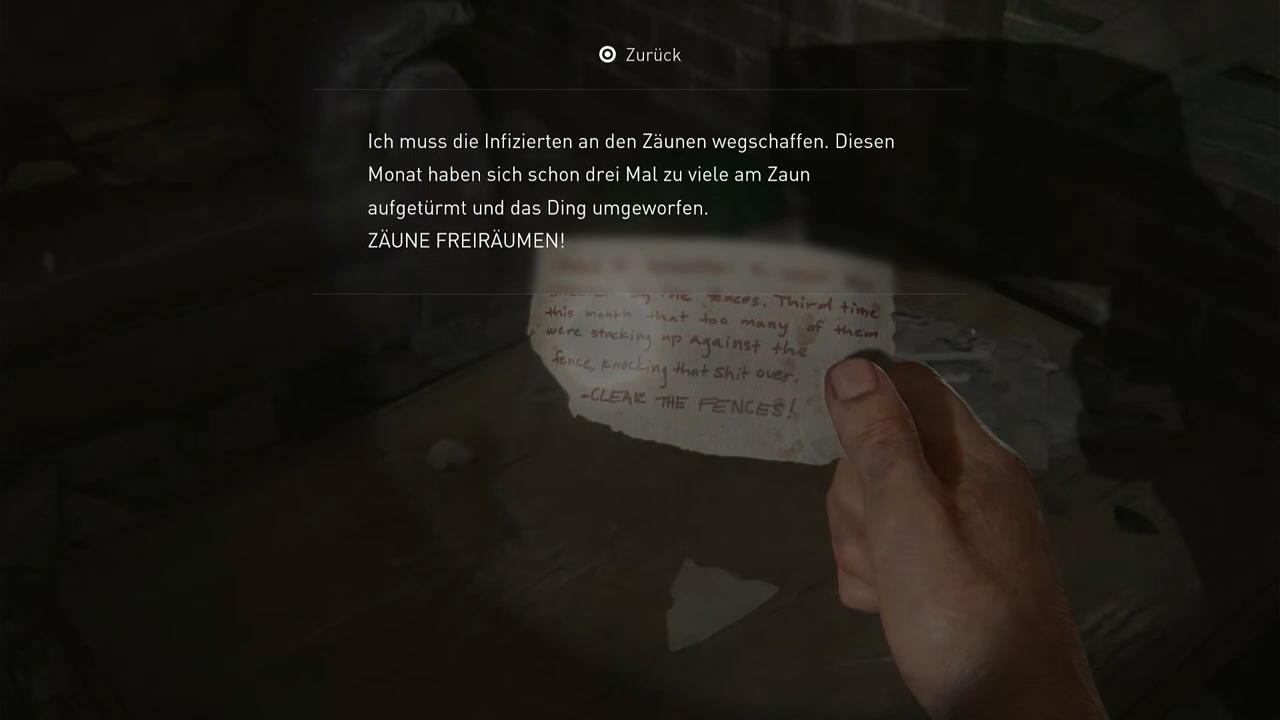 Zurück
Ich muss die Infizierten an den Zäunen wegschaffen. Diesen
Monat haben sich schon drei Mal zu viele am Zaun
aufgetürmt und das Ding umgeworfen.
ZÄUNE FREIRÄUMEN!
the fences. Third time
this month that too many of them
were stacking up against the
fence, knocking that shit over.
-CLEAR THE FENCES!